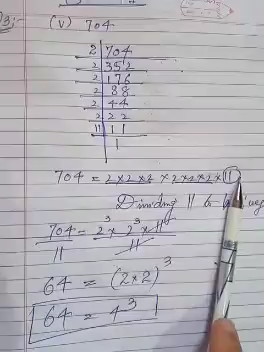 (v) 704
2 | 704
2 | 352
2 | 176
2 | 88
2 | 44
2 | 22
11 | 11
1
704 = 2×2×2 × 2×2×2 × 11
Dividing 11 b
704/11 = 2³ × 2³ × 11/11
64 = (2×2)³
64 = 4³